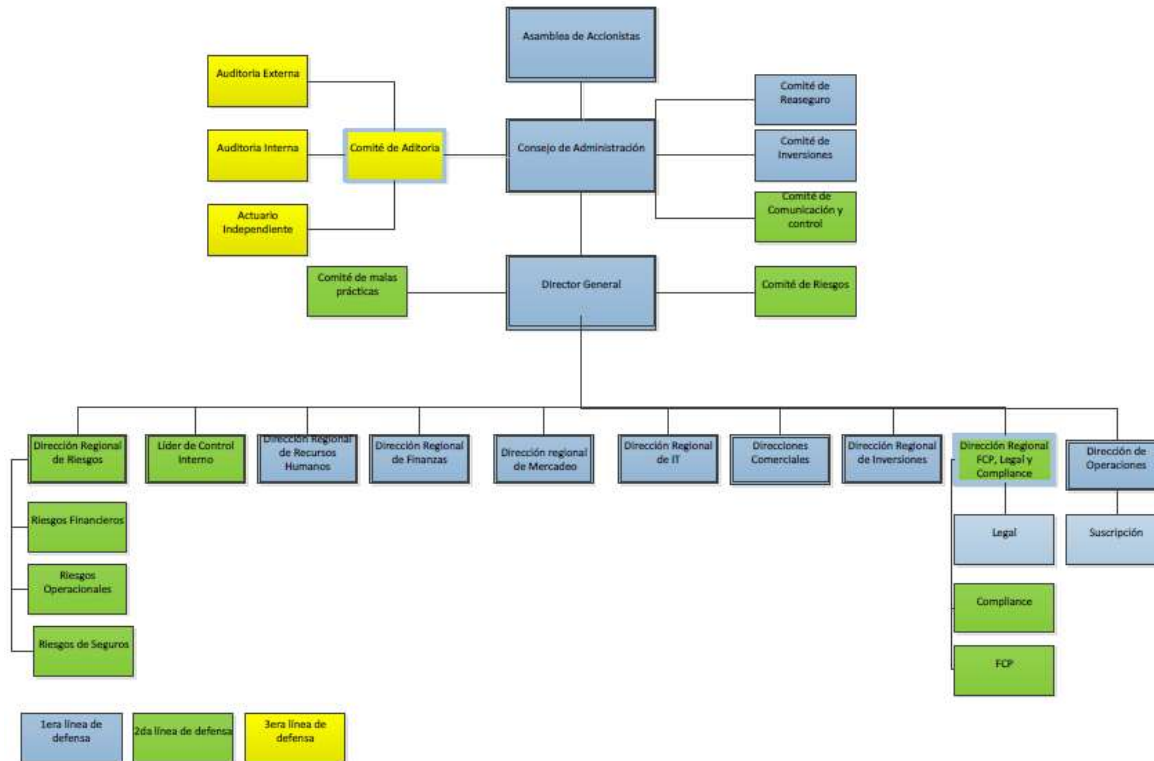 Asamblea de Accionistas
Auditoria Externa
Comité de
Reaseguro
Auditoria Interna
Comité de Aditoria
Consejo de Administración
Comité de
Inversiones
Actuario
Independiente
Comité de
Comunicación y
control
Comité de malas
prácticas
Director General
Comité de Riesgos
Dirección Regional
de Riesgos
Líder de Control
Interno
Dirección Regional
de Recursos
Humanos
Dirección Regional
de Finanzas
Dirección regional
de Mercadeo
Dirección Regional
de IT
Direcciones
Comerciales
Dirección Regional
de Inversiones
Dirección Regional
FCP, Legal y
Compliance
Dirección de
Operaciones
Riesgos Financieros
Legal
Suscripción
Riesgos
Operacionales
Compliance
Riesgos de Seguros
FCP
1era línea de
defensa
2da línea de defensa
3era línea de
defensa